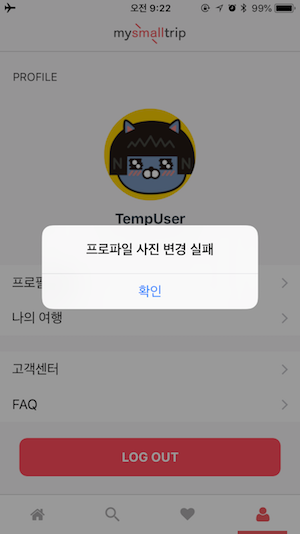 오전 9:22
99%
mysmalltrip
PROFILE
TempUser
프로파일 사진 변경 실패
확인
프로필
나의 여행
고객센터
FAQ
LOG OUT